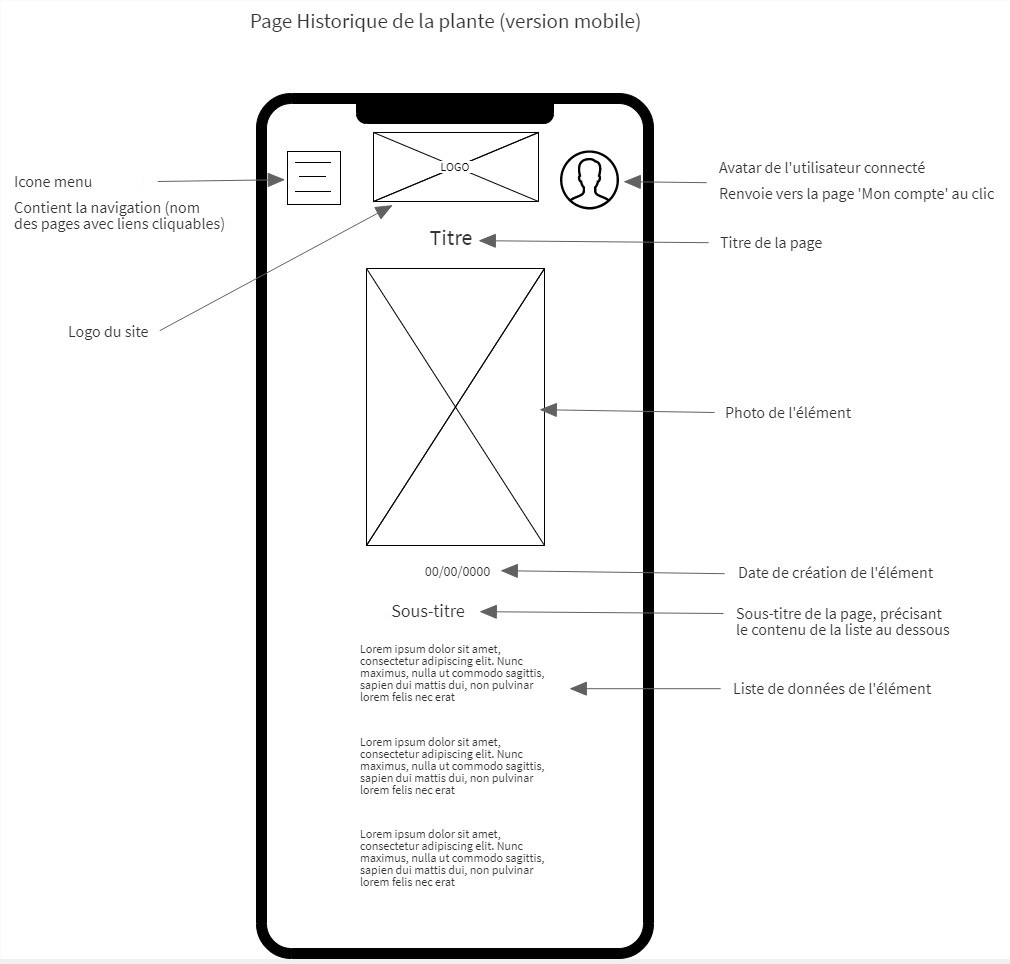 Page Historique de la plante (version mobile)
LOGO
Icone menu
Contient la navigation (nom
des pages avec liens cliquables)
Avatar de l'utilisateur connecté
Renvoie vers la page 'Mon compte' au clic
Titre
Titre de la page
Logo du site
Photo de l'élément
00/00/0000
Date de création de l'élément
Sous-titre
Sous-titre de la page, précisant
le contenu de la liste au dessous
Lorem ipsum dolor sit amet,
consectetur adipiscing elit. Nunc
maximus, nulla ut commodo sagittis,
sapien dui mattis dui, non pulvinar
lorem felis nec erat
Liste de données de l'élément
Lorem ipsum dolor sit amet,
consectetur adipiscing elit. Nunc
maximus, nulla ut commodo sagittis,
sapien dui mattis dui, non pulvinar
lorem felis nec erat
Lorem ipsum dolor sit amet,
consectetur adipiscing elit. Nunc
maximus, nulla ut commodo sagittis,
sapien dui mattis dui, non pulvinar
lorem felis nec erat